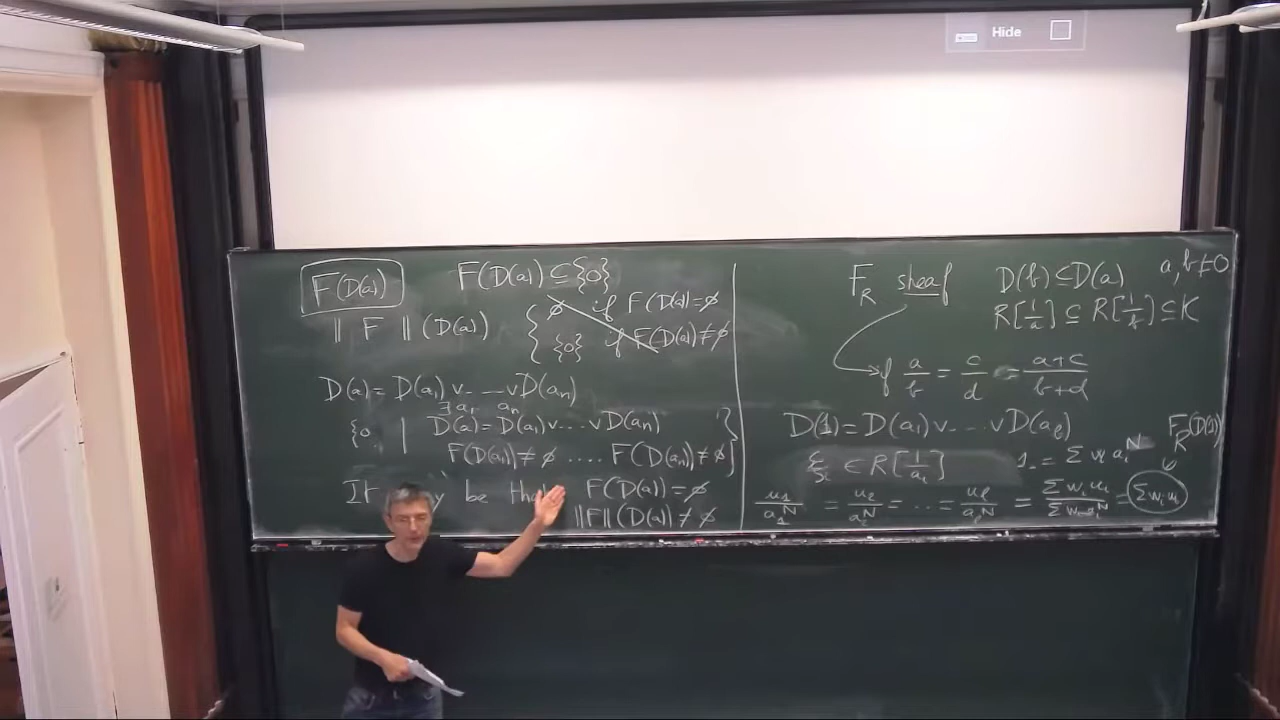 Hide
F(D(a))
F(D(a)) ⊆ {0}
‖ F ‖ (D(a))
{ ∅ if F(D(a)) = ∅
{0} if F(D(a)) ≠ ∅
D(a) = D(a₁) ∨ … ∨ D(aₙ)
∃ a₁ aₙ
{0 | D(a) = D(a₁) ∨ … ∨ D(aₙ) }
F(D(a₁)) ≠ ∅ … F(D(aₙ)) ≠ ∅
It be that F(D(a)) = ∅
‖F‖(D(a)) ≠ ∅
F_R sheaf D(b) ⊆ D(a) a, b ≠ 0
R[1/a] ⊆ R[1/b] ⊆ K
if a/b = c/d = a+c/b+d
D(1) = D(a₁) ∨ … ∨ D(a_ℓ) F_R(D(1))
∈ R[1/a_i] 1 = Σ w_i a_i^N
u₁/a₁^N = u₂/a₂^N = … = u_ℓ/a_ℓ^N = Σ w_i u_i/Σ w_i a_i^N = Σ w_i u_i